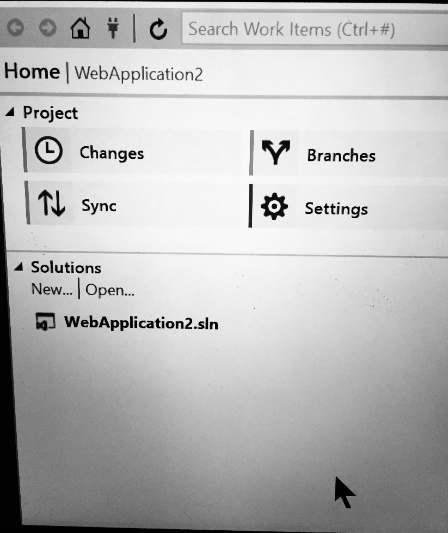 Search Work Items (Ctrl+#)
Home | WebApplication2
Project
Changes
Branches
Sync
Settings
Solutions
New... | Open...
WebApplication2.sln